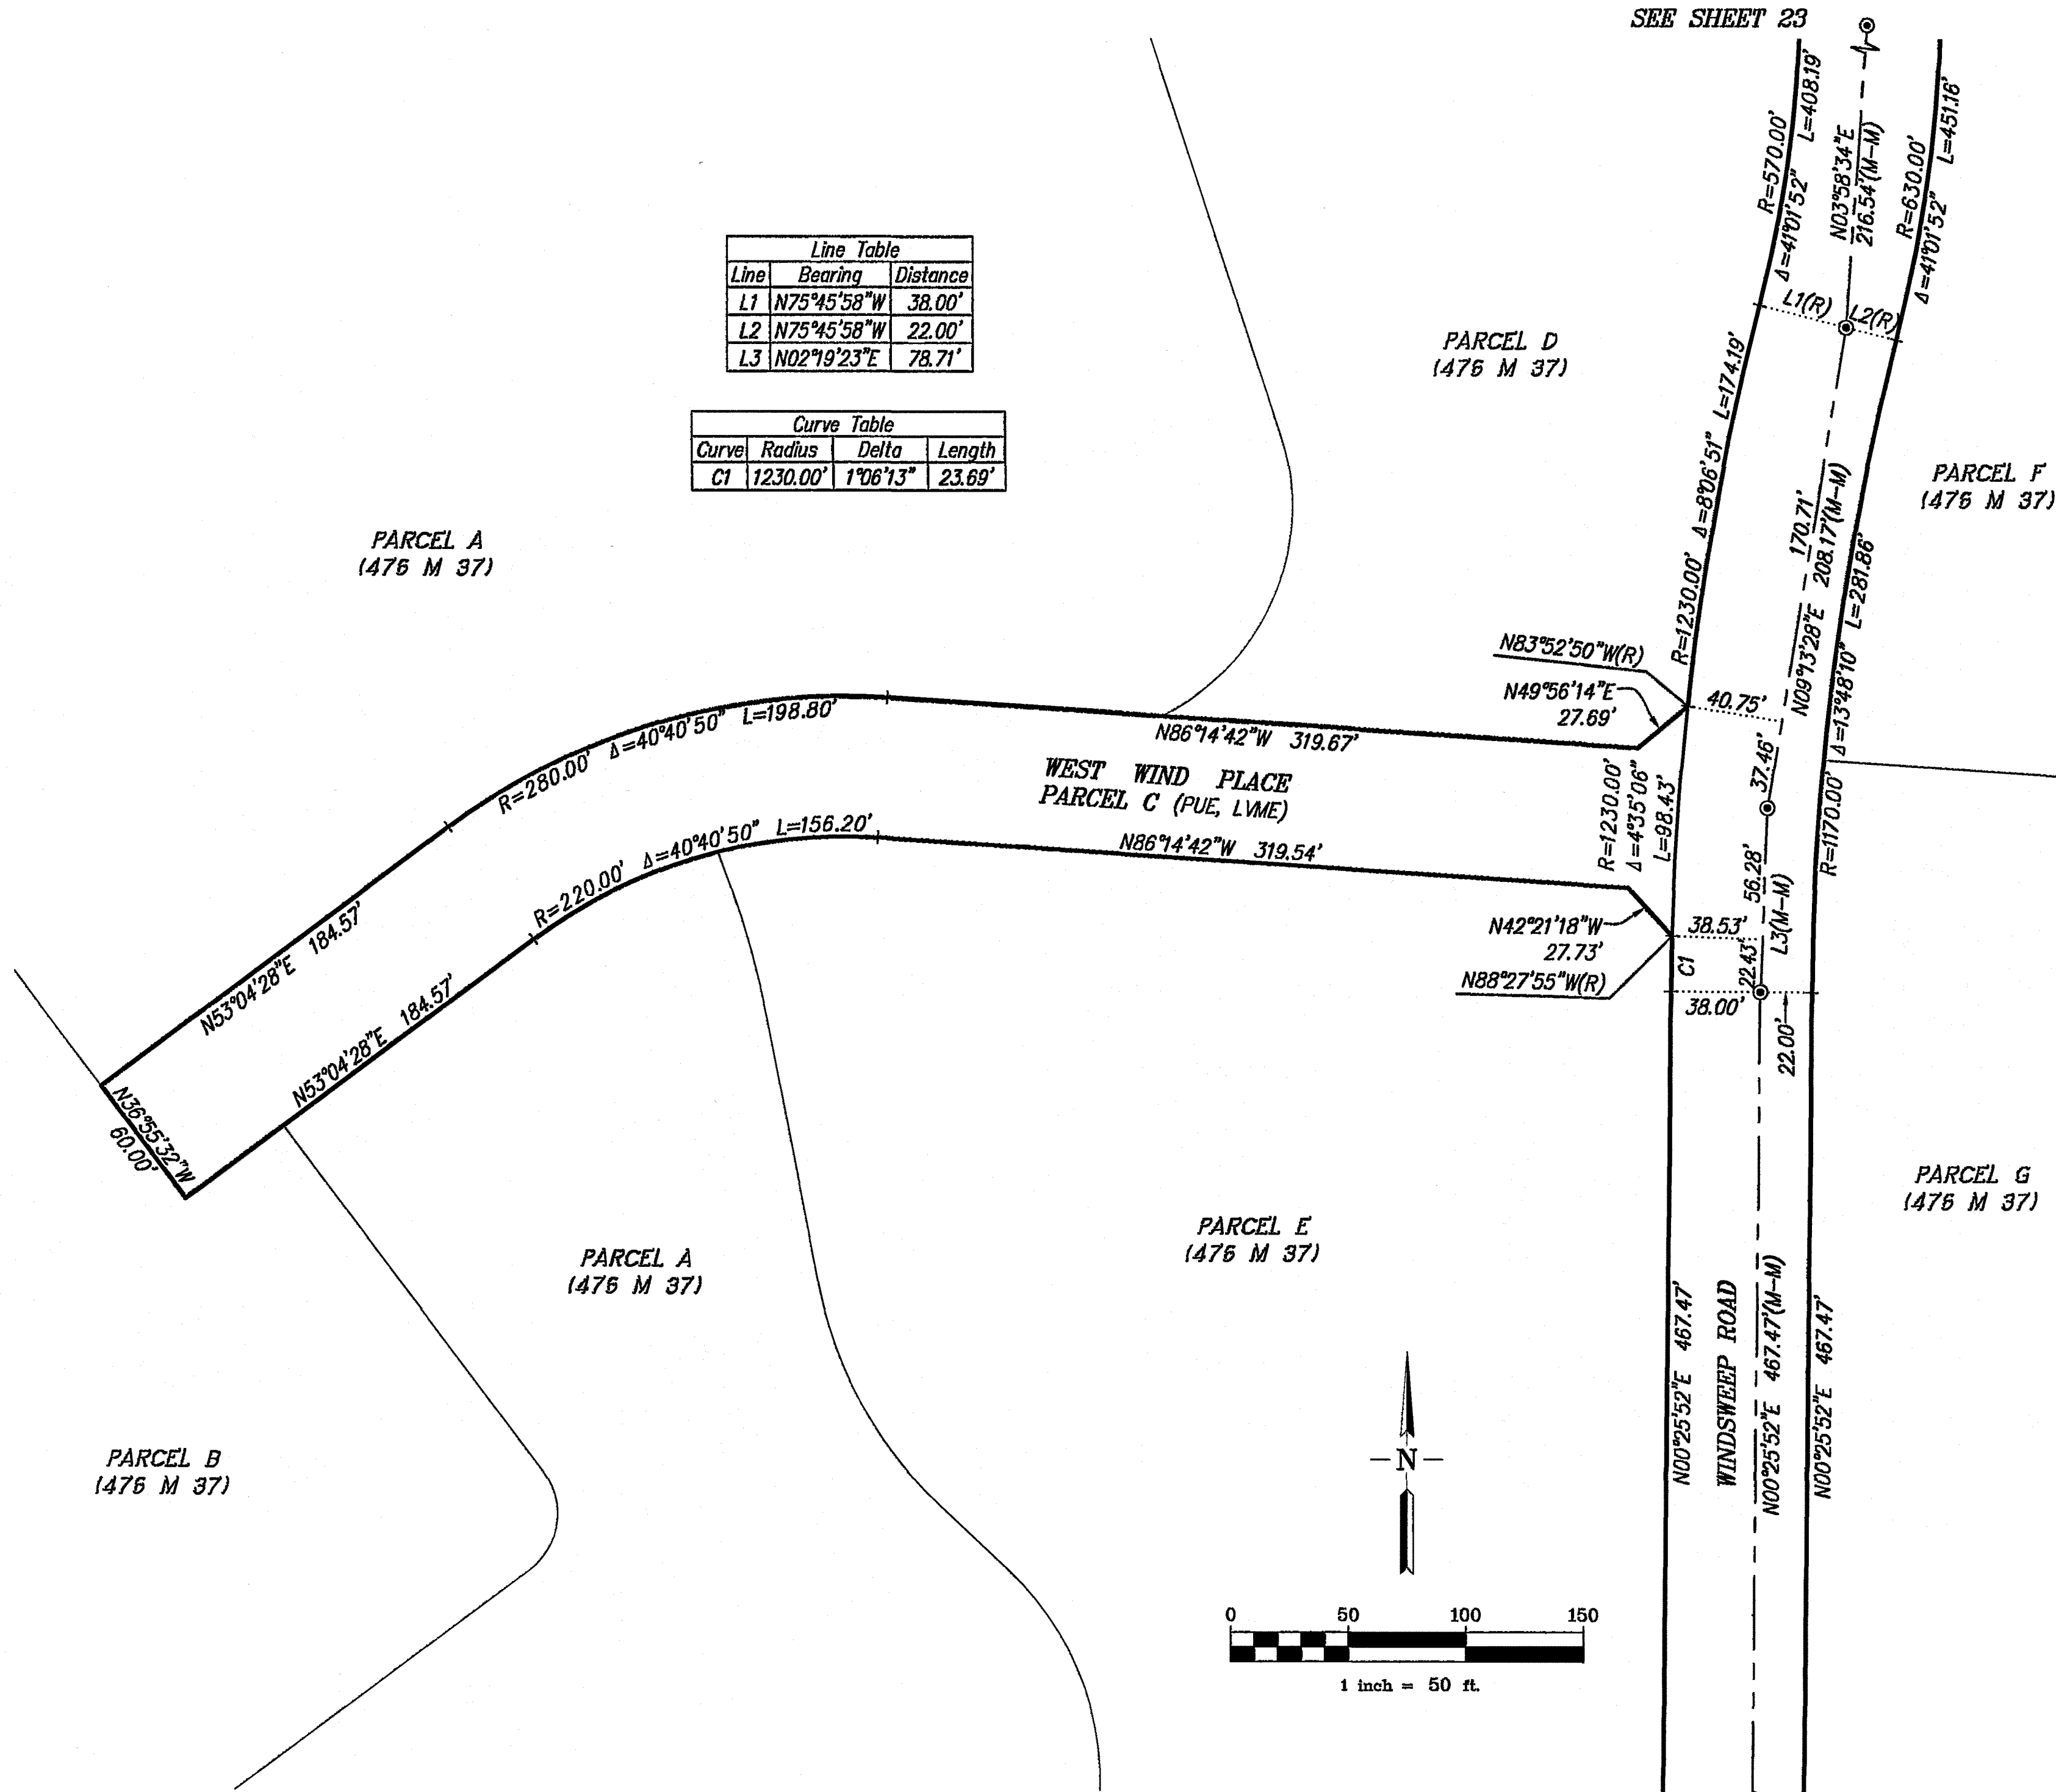 SEE SHEET 23
R=570.00'
L=408.19'
Δ=41°01'52"
N03°58'34"E
216.54'(M-M)
R=630.00'
L=451.16'
Δ=41°01'52"
L1(R)
L2(R)
Line Table
Line Bearing Distance
L1 N75°45'58"W 38.00'
L2 N75°45'58"W 22.00'
L3 N02°19'23"E 78.71'
Curve Table
Curve Radius Delta Length
C1 1230.00' 1°06'13" 23.69'
PARCEL D
(476 M 37)
PARCEL F
(476 M 37)
PARCEL A
(476 M 37)
R=1230.00' Δ=8°06'51" L=174.19'
170.71'
N09°13'28"E 208.17'(M-M)
R=1170.00' Δ=13°48'10" L=281.86'
N83°52'50"W(R)
N49°56'14"E
27.69'
40.75'
37.46'
R=280.00' Δ=40°40'50" L=198.80'
N86°14'42"W 319.67'
WEST WIND PLACE
PARCEL C (PUE, LVME)
R=220.00' Δ=40°40'50" L=156.20'
N86°14'42"W 319.54'
R=1230.00'
Δ=4°35'06"
L=98.43'
56.28'
L3(M-M)
N42°21'18"W
27.73'
38.53'
22.43'
C1
N88°27'55"W(R)
38.00'
22.00'
N53°04'28"E 184.57'
N53°04'28"E 184.57'
N36°55'32"W
60.00'
PARCEL G
(476 M 37)
PARCEL E
(476 M 37)
PARCEL A
(476 M 37)
PARCEL B
(476 M 37)
N00°25'52"E 467.47'
WINDSWEEP ROAD
N00°25'52"E 467.47'(M-M)
N00°25'52"E 467.47'
N
0 50 100 150
1 inch = 50 ft.